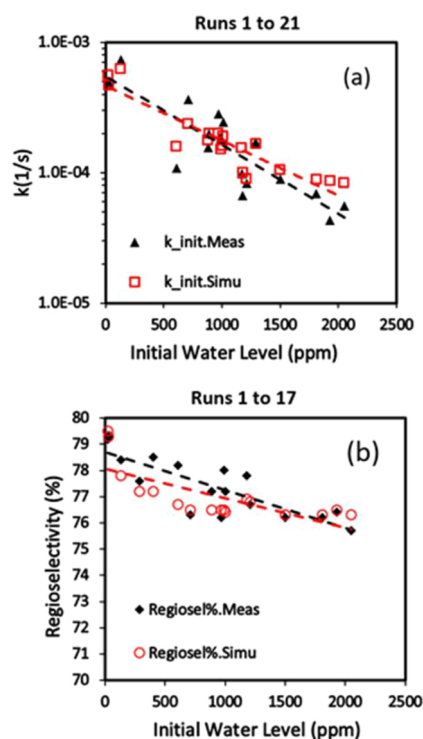 Runs 1 to 21
1.0E-03
(a)
k(1/s)
1.0E-04
k_init.Meas
k_init.Simu
1.0E-05
0 500 1000 1500 2000 2500
Initial Water Level (ppm)
Runs 1 to 17
80
(b)
79
78
77
76
75
74
73
72
71
70
Regioselectivity (%)
Regiosel%.Meas
Regiosel%.Simu
0 500 1000 1500 2000 2500
Initial Water Level (ppm)